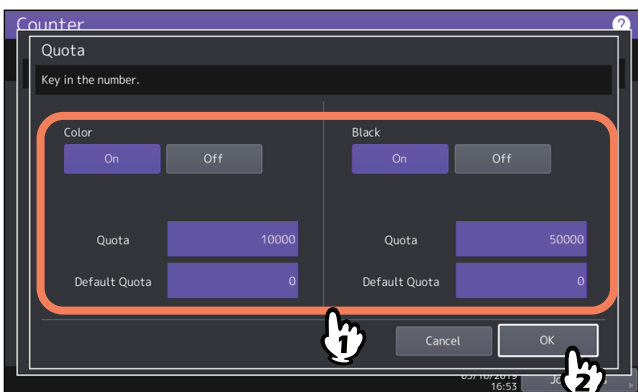 Counter ?
Quota
Key in the number.
Color Black
On Off On Off
Quota 10000 Quota 50000
Default Quota 0 Default Quota 0
1
Cancel OK
2
16:53